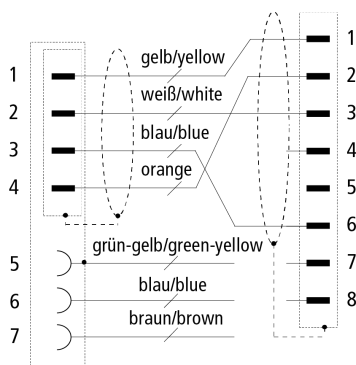 gelb/yellow
weiß/white
blau/blue
orange
grün-gelb/green-yellow
blau/blue
braun/brown
1
2
3
4
5
6
7
1
2
3
4
5
6
7
8